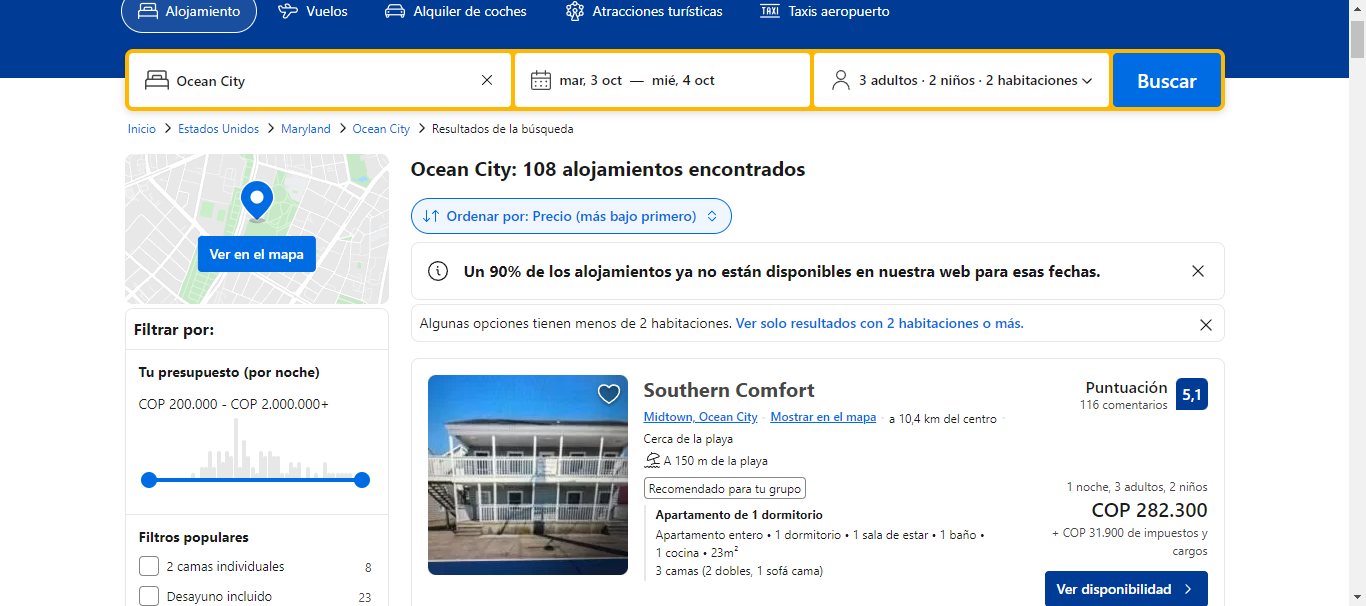 Alojamiento
Vuelos
Alquiler de coches
Atracciones turísticas
TAXI Taxis aeropuerto
Ocean City
mar, 3 oct — mié, 4 oct
3 adultos · 2 niños · 2 habitaciones
Buscar
Inicio > Estados Unidos > Maryland > Ocean City > Resultados de la búsqueda
Ver en el mapa
Filtrar por:
Tu presupuesto (por noche)
COP 200.000 - COP 2.000.000+
Filtros populares
2 camas individuales 8
Desayuno incluido 23
Ocean City: 108 alojamientos encontrados
Ordenar por: Precio (más bajo primero)
Un 90% de los alojamientos ya no están disponibles en nuestra web para esas fechas.
Algunas opciones tienen menos de 2 habitaciones. Ver solo resultados con 2 habitaciones o más.
Southern Comfort
Midtown, Ocean City · Mostrar en el mapa · a 10,4 km del centro ·
Cerca de la playa
A 150 m de la playa
Recomendado para tu grupo
Apartamento de 1 dormitorio
Apartamento entero • 1 dormitorio • 1 sala de estar • 1 baño •
1 cocina • 23m²
3 camas (2 dobles, 1 sofá cama)
Puntuación
116 comentarios
5,1
1 noche, 3 adultos, 2 niños
COP 282.300
+ COP 31.900 de impuestos y
cargos
Ver disponibilidad